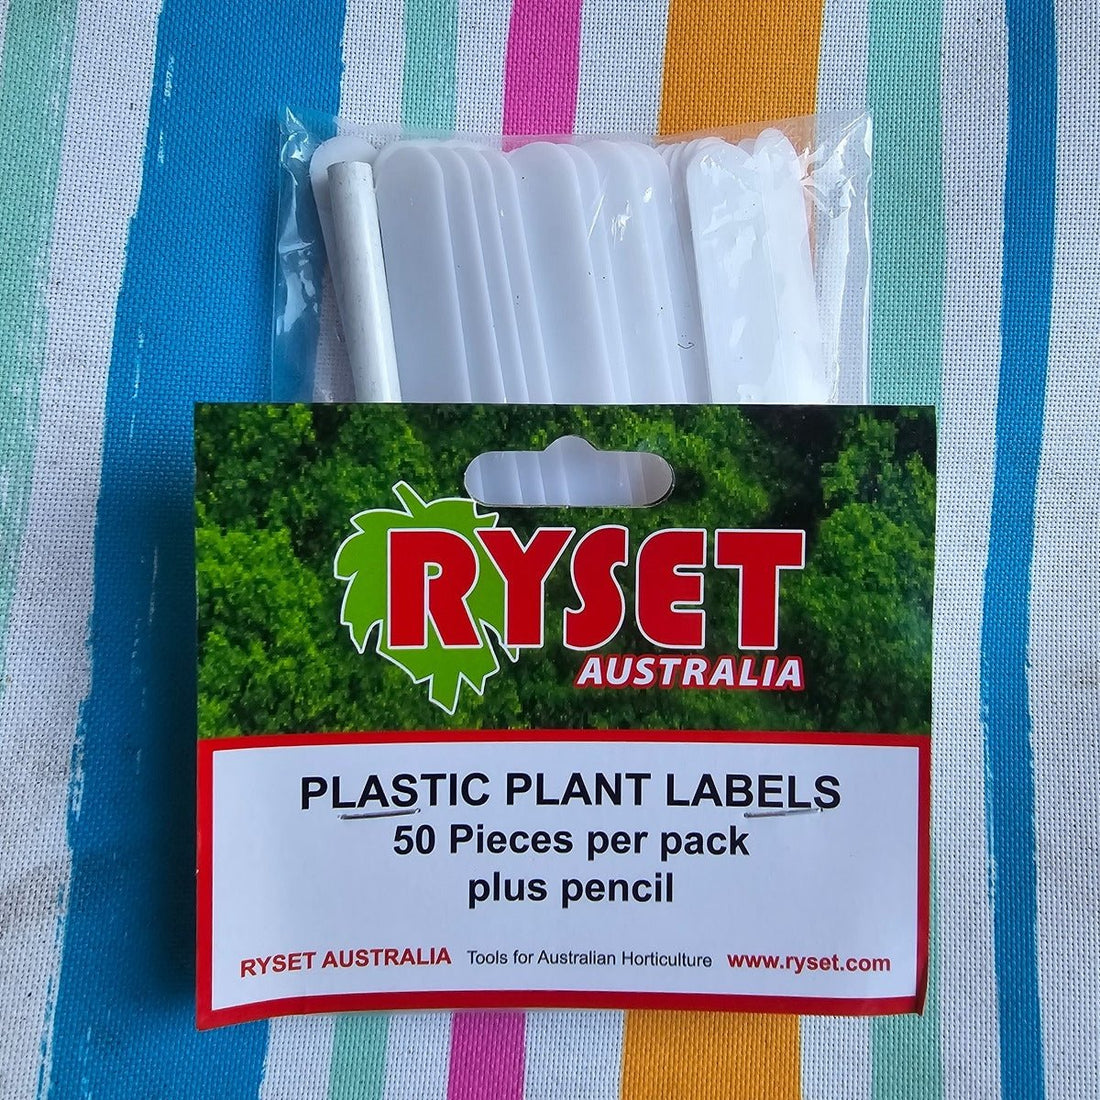 RYSET
AUSTRALIA
PLASTIC PLANT LABELS
50 Pieces per pack
plus pencil
RYSET AUSTRALIA Tools for Australian Horticulture www.ryset.com